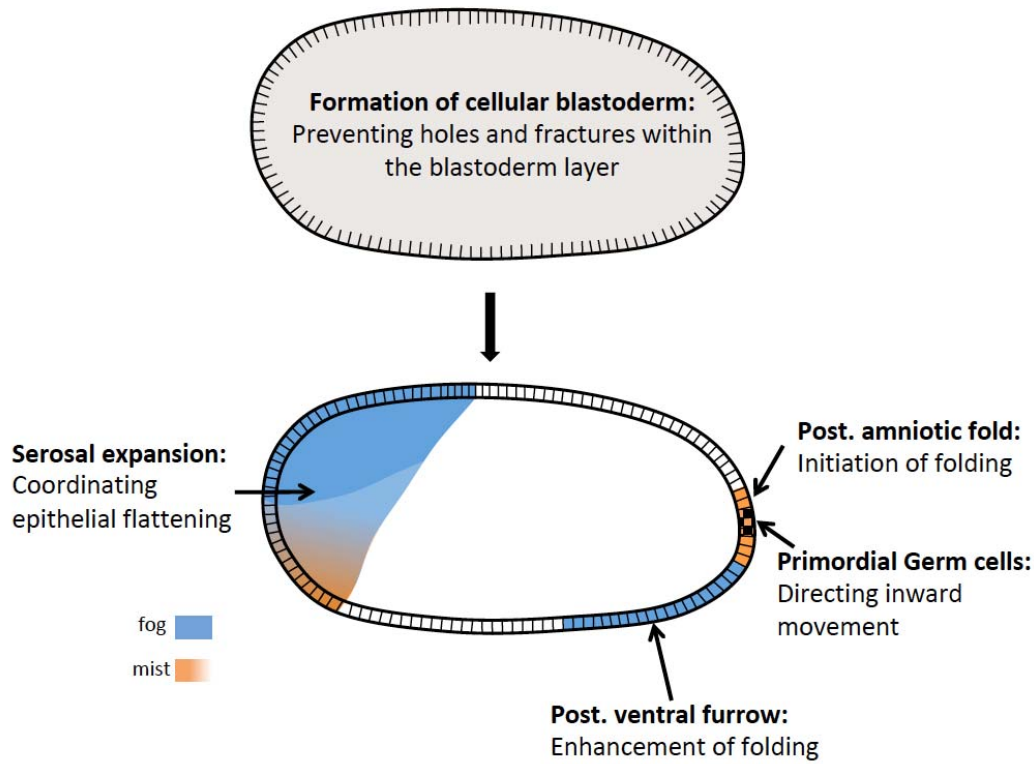 Formation of cellular blastoderm:
Preventing holes and fractures within
the blastoderm layer
Serosal expansion:
Coordinating
epithelial flattening
Post. amniotic fold:
Initiation of folding
Primordial Germ cells:
Directing inward
movement
fog
mist
Post. ventral furrow:
Enhancement of folding